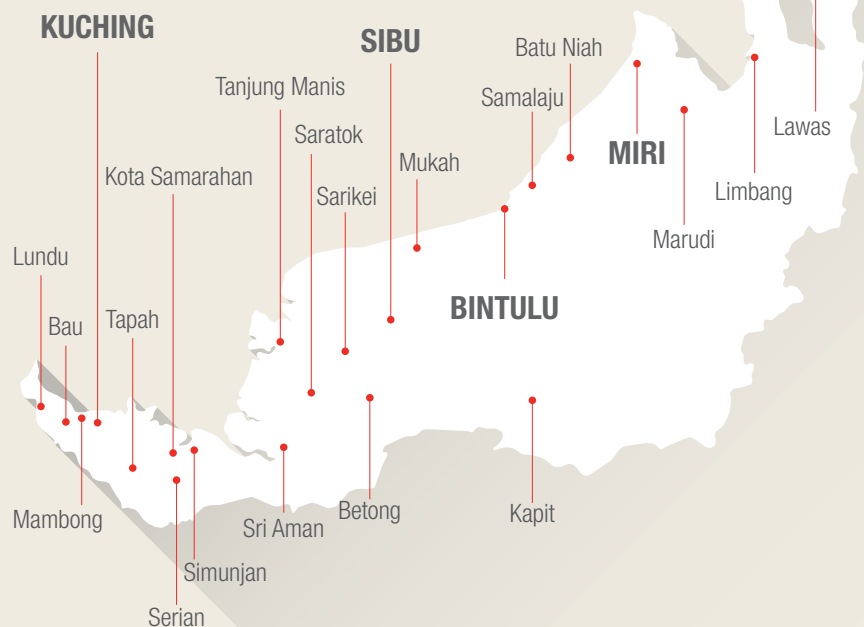 KUCHING
SIBU
Batu Niah
Tanjung Manis
Samalaju
Saratok
Lawas
MIRI
Mukah
Kota Samarahan
Sarikei
Limbang
Marudi
Lundu
BINTULU
Bau
Tapah
Mambong
Sri Aman
Betong
Kapit
Simunjan
Serian